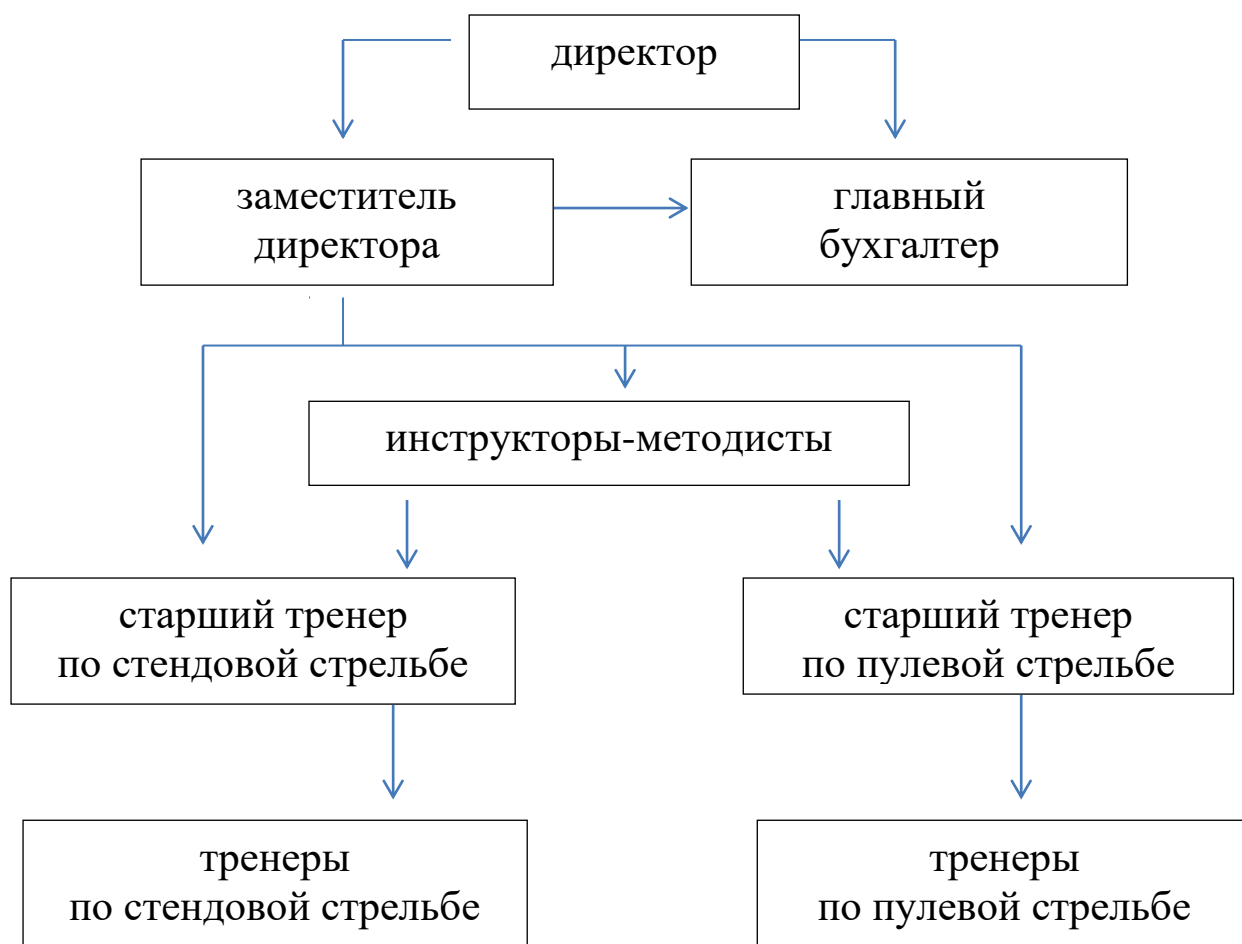 директор
заместитель
директора
главный
бухгалтер
инструкторы-методисты
старший тренер
по стендовой стрельбе
старший тренер
по пулевой стрельбе
тренеры
по стендовой стрельбе
тренеры
по пулевой стрельбе